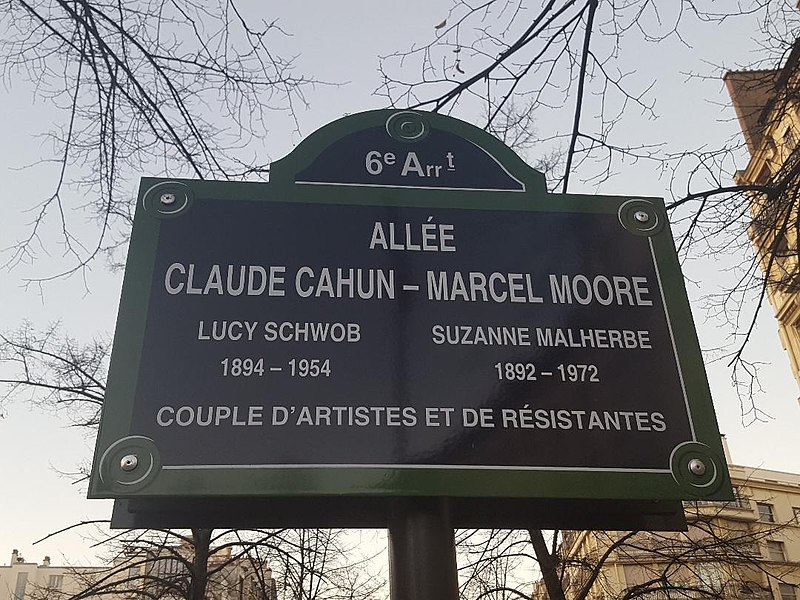 6e Arrt
ALLÉE
CLAUDE CAHUN – MARCEL MOORE
LUCY SCHWOB SUZANNE MALHERBE
1894 – 1954 1892 – 1972
COUPLE D'ARTISTES ET DE RÉSISTANTES